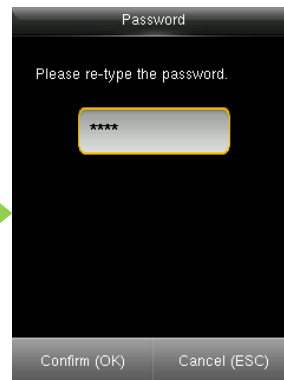 Password
Please re-type the password.
****
Confirm (OK) Cancel (ESC)